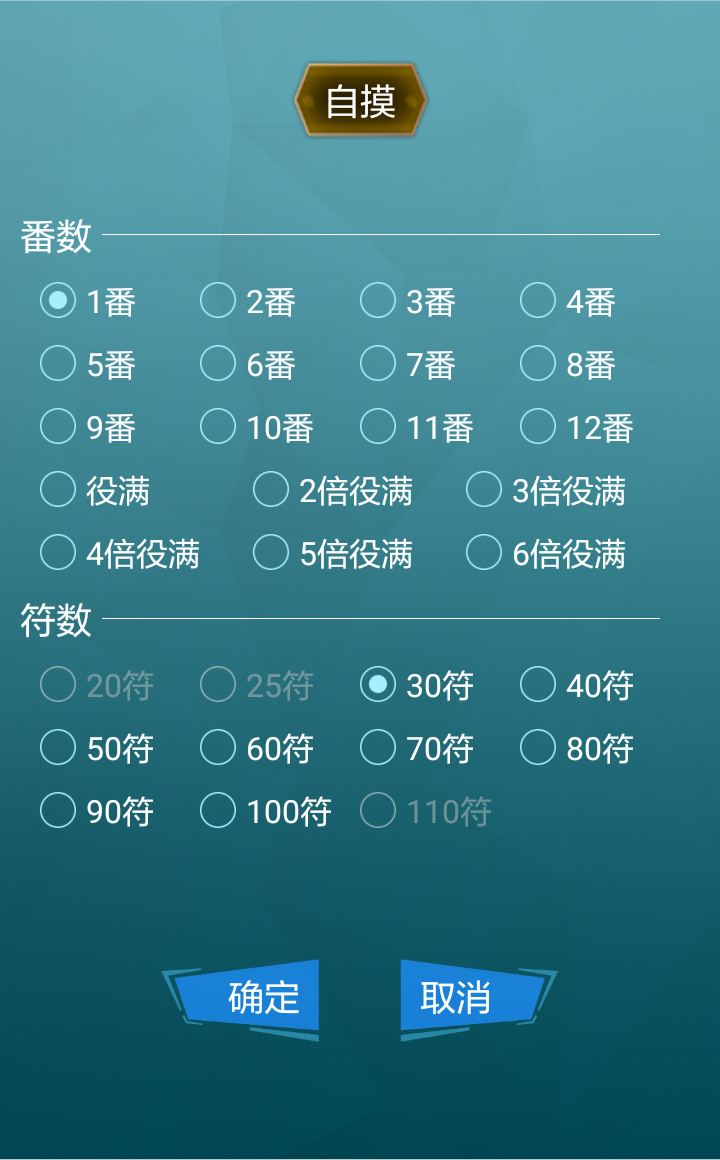 自摸
番数
1番 2番 3番 4番
5番 6番 7番 8番
9番 10番 11番 12番
役满 2倍役满 3倍役满
4倍役满 5倍役满 6倍役满
符数
20符 25符 30符 40符
50符 60符 70符 80符
90符 100符 110符
确定 取消